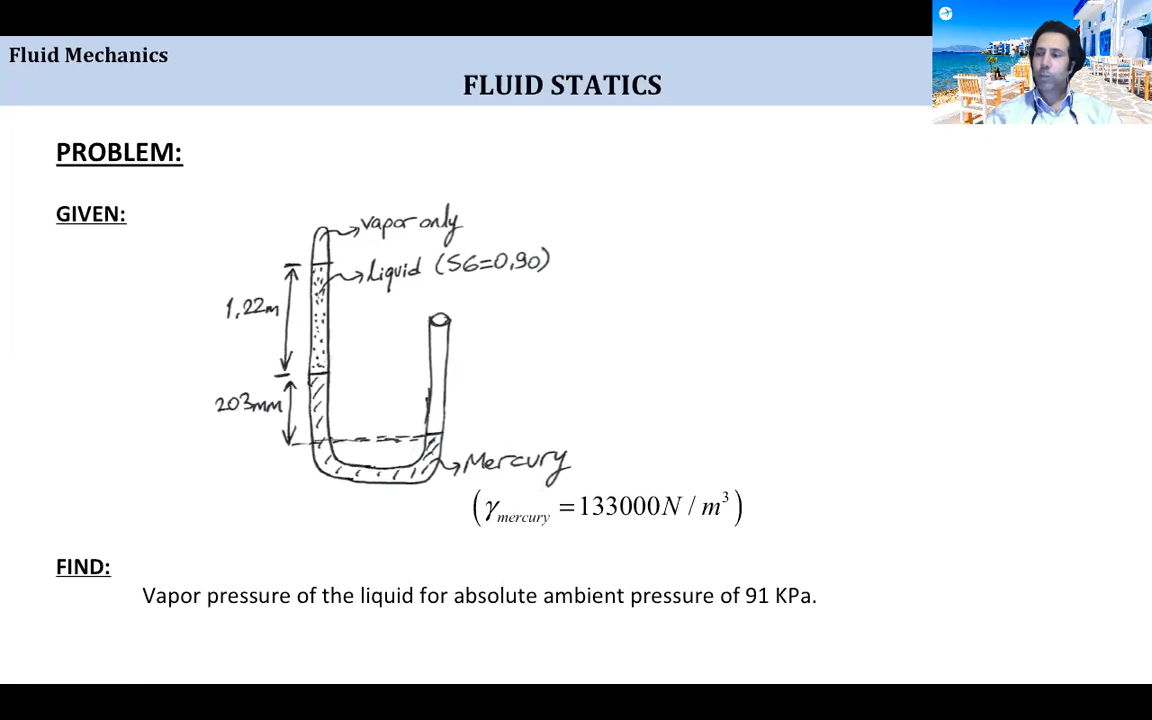 Fluid Mechanics
FLUID STATICS
PROBLEM:
GIVEN:
vapor only
Liquid (SG=0,90)
1,22m
203mm
Mercury
(γmercury = 133000 N / m³)
FIND:
Vapor pressure of the liquid for absolute ambient pressure of 91 KPa.